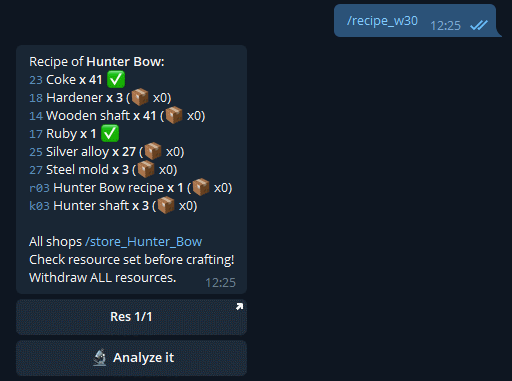 /recipe_w30 12:25
Recipe of Hunter Bow:
23 Coke x 41 ✅
18 Hardener x 3 (📦 x0)
14 Wooden shaft x 41 (📦 x0)
17 Ruby x 1 ✅
25 Silver alloy x 27 (📦 x0)
27 Steel mold x 3 (📦 x0)
r03 Hunter Bow recipe x 1 (📦 x0)
k03 Hunter shaft x 3 (📦 x0)
All shops /store_Hunter_Bow
Check resource set before crafting!
Withdraw ALL resources. 12:25
Res 1/1
🔬 Analyze it